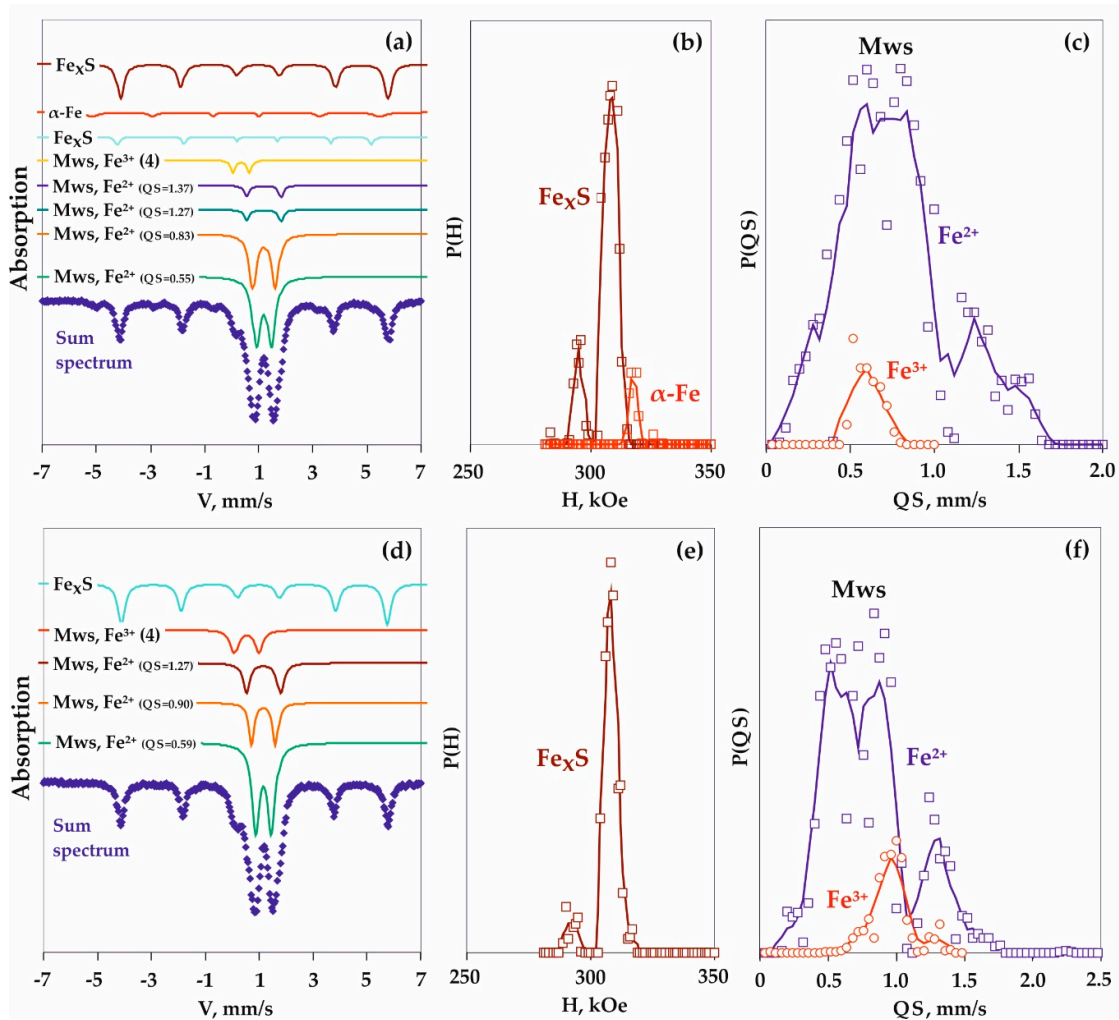 (a)
FeₓS
α-Fe
FeₓS
Mws, Fe³⁺ (4)
Mws, Fe²⁺ (QS=1.37)
Mws, Fe²⁺ (QS=1.27)
Mws, Fe²⁺ (QS=0.83)
Mws, Fe²⁺ (QS=0.55)
Sum
spectrum
Absorption
-7 -5 -3 -1 1 3 5 7
V, mm/s
(b)
FeₓS
α-Fe
P(H)
250 300 350
H, kOe
(c)
Mws
Fe²⁺
Fe³⁺
P(QS)
0 0.5 1.0 1.5 2.0
QS, mm/s
(d)
FeₓS
Mws, Fe³⁺ (4)
Mws, Fe²⁺ (QS=1.27)
Mws, Fe²⁺ (QS=0.90)
Mws, Fe²⁺ (QS=0.59)
Sum
spectrum
Absorption
-7 -5 -3 -1 1 3 5 7
V, mm/s
(e)
FeₓS
P(H)
250 300 350
H, kOe
(f)
Mws
Fe²⁺
Fe³⁺
P(QS)
0 0.5 1.0 1.5 2.0 2.5
QS, mm/s